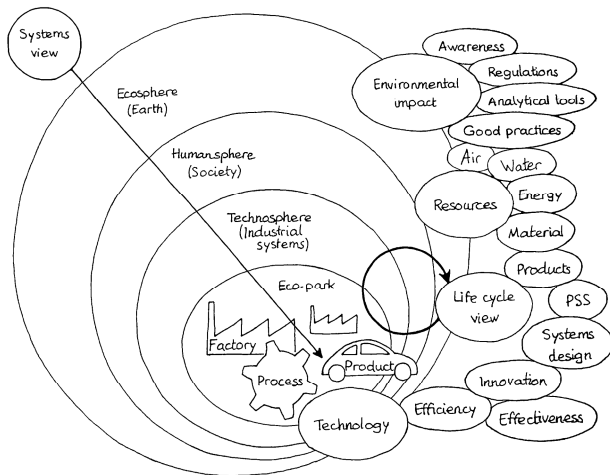 Systems
view
Ecosphere
(Earth)
Humansphere
(Society)
Technosphere
(Industrial
systems)
Eco-park
Factory
Process
Product
Environmental
impact
Awareness
Regulations
Analytical tools
Good practices
Air
Water
Resources
Energy
Material
Products
Life cycle
view
PSS
Systems
design
Innovation
Technology
Efficiency
Effectiveness